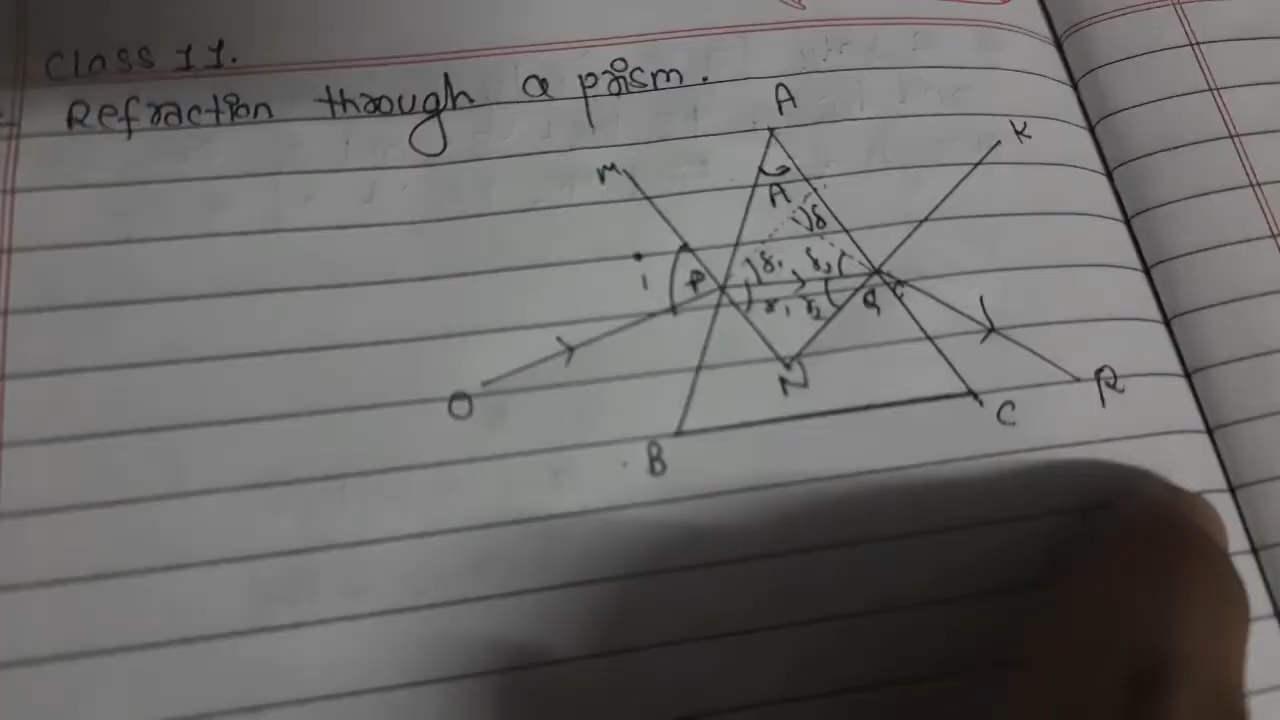 class 11.
Refraction through a prism.
A
M
K
A
δ
i
P
δ₁
δ₂
r₁
r₂
Q
e
N
O
R
C
B